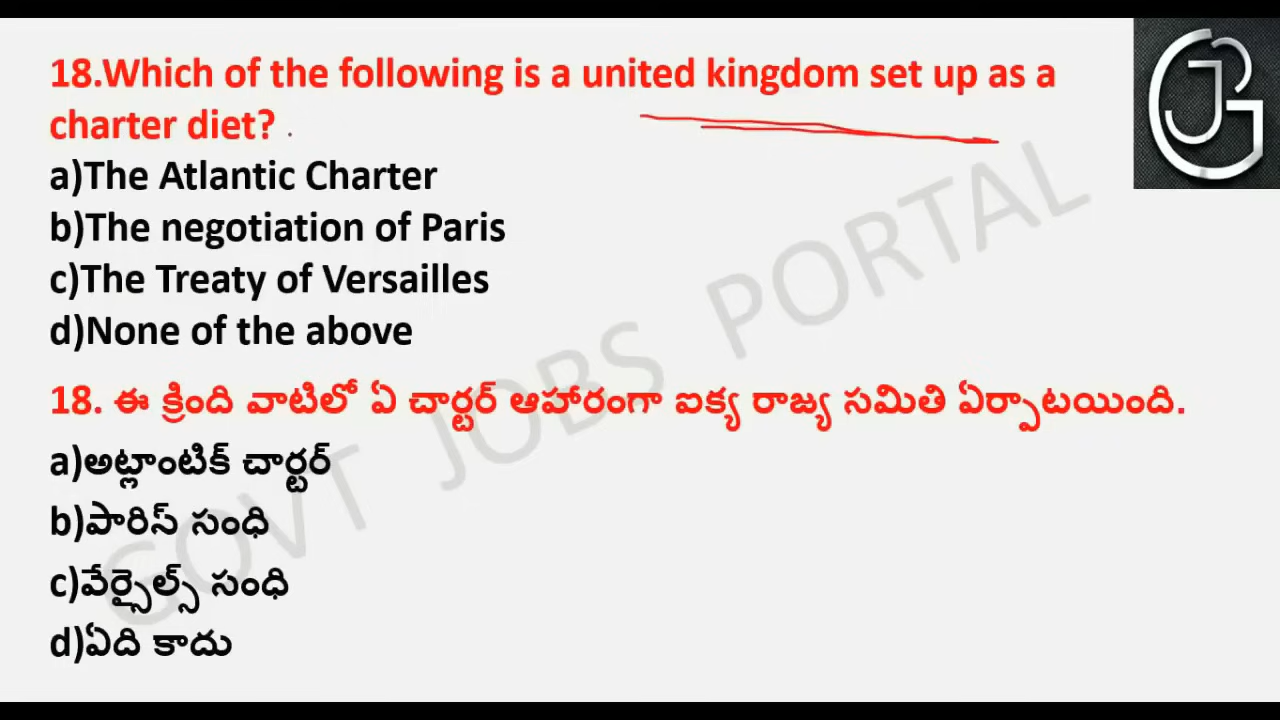 18.Which of the following is a united kingdom set up as a
charter diet?
a)The Atlantic Charter
b)The negotiation of Paris
c)The Treaty of Versailles
d)None of the above
18. ఈ క్రింది వాటిలో ఏ చార్టర్ ఆహారంగా ఐక్య రాజ్య సమితి ఏర్పాటయింది.
a)అట్లాంటిక్ చార్టర్
b)పారిస్ సంధి
c)వేర్సైల్స్ సంధి
d)ఏది కాదు
GOVT JOBS PORTAL
GJ